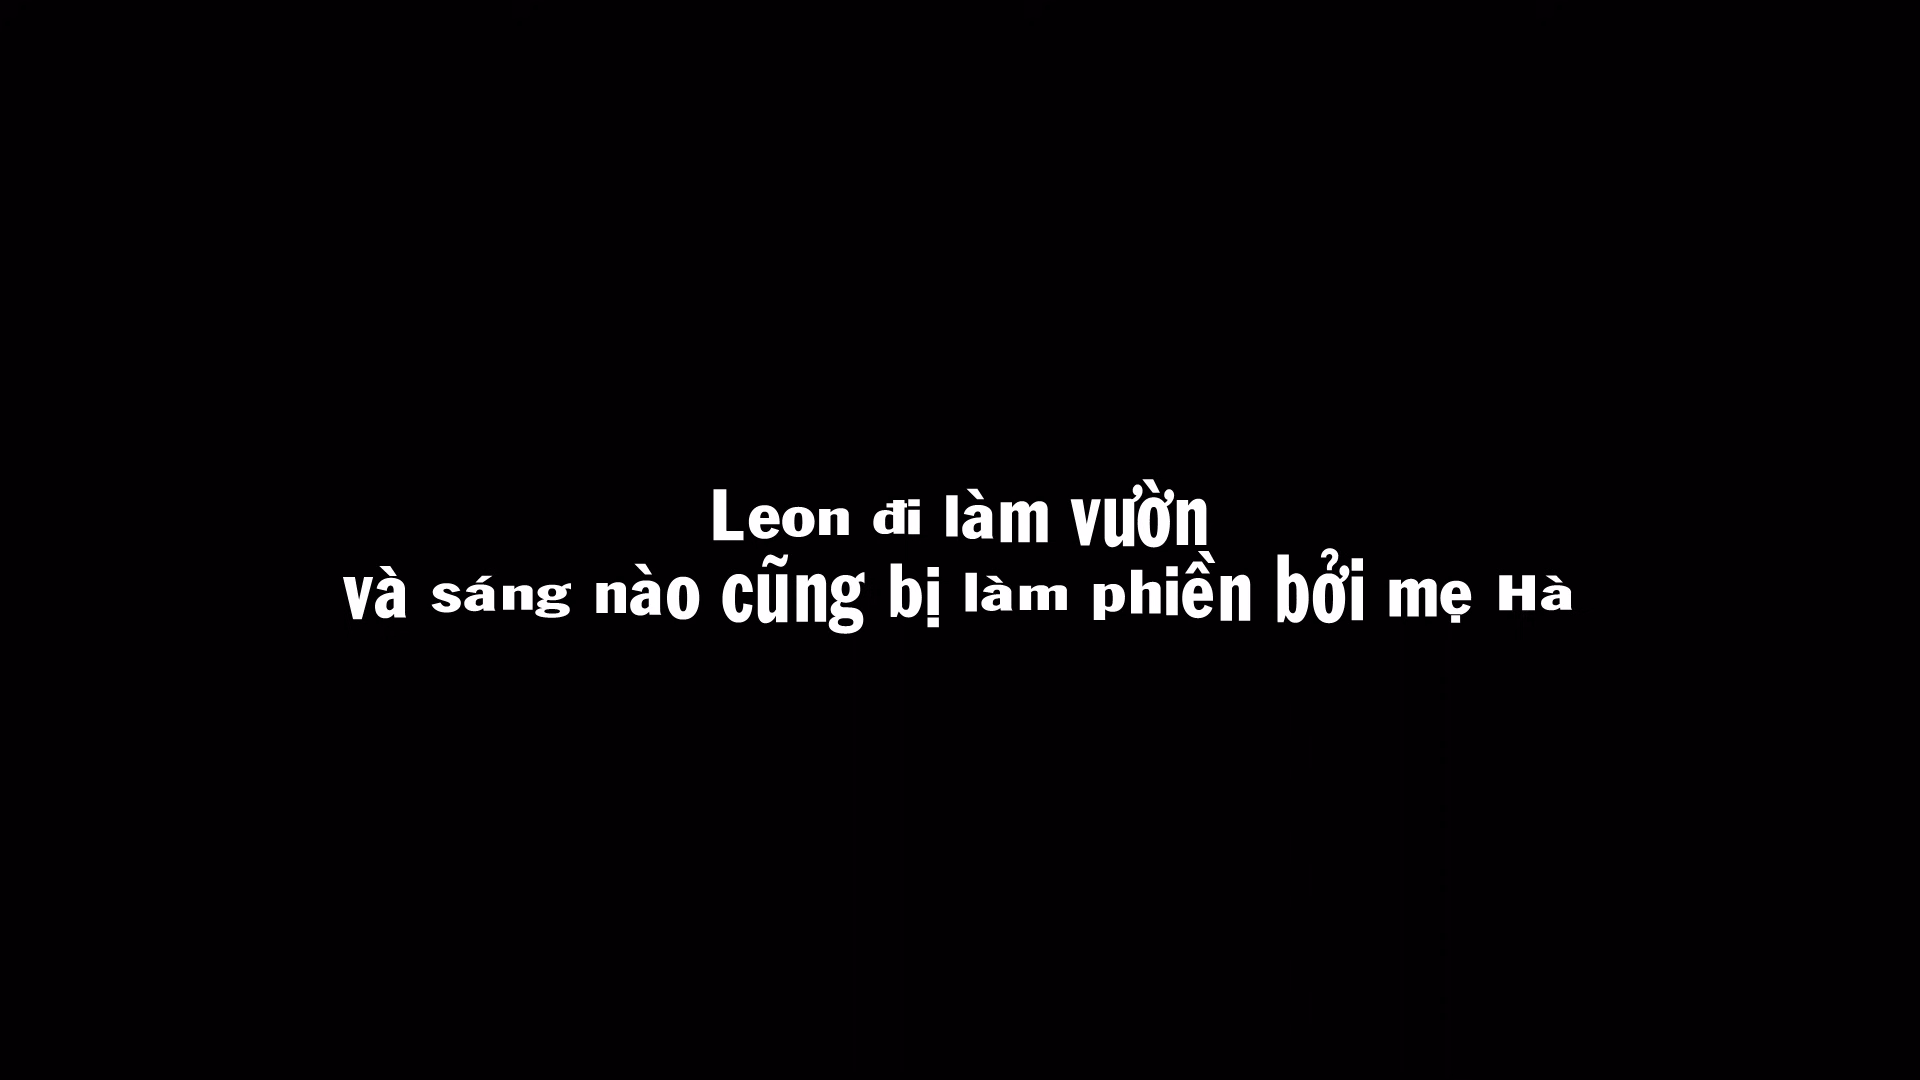 Leon đi làm vườn
và sáng nào cũng bị làm phiền bởi mẹ Hà